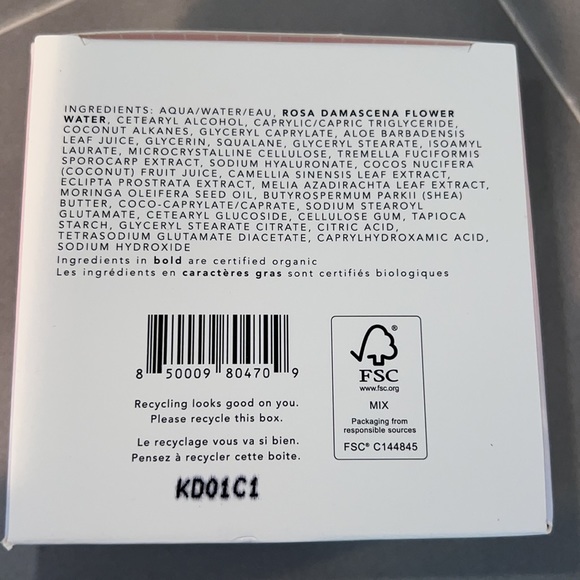 INGREDIENTS: AQUA/WATER/EAU, ROSA DAMASCENA FLOWER
WATER, CETEARYL ALCOHOL, CAPRYLIC/CAPRIC TRIGLYCERIDE,
COCONUT ALKANES, GLYCERYL CAPRYLATE, ALOE BARBADENSIS
LEAF JUICE, GLYCERIN, SQUALANE, GLYCERYL STEARATE, ISOAMYL
LAURATE, MICROCRYSTALLINE CELLULOSE, TREMELLA FUCIFORMIS
SPOROCARP EXTRACT, SODIUM HYALURONATE, COCOS NUCIFERA
(COCONUT) FRUIT JUICE, CAMELLIA SINENSIS LEAF EXTRACT,
ECLIPTA PROSTRATA EXTRACT, MELIA AZADIRACHTA LEAF EXTRACT,
MORINGA OLEIFERA SEED OIL, BUTYROSPERMUM PARKII (SHEA)
BUTTER, COCO-CAPRYLATE/CAPRATE, SODIUM STEAROYL
GLUTAMATE, CETEARYL GLUCOSIDE, CELLULOSE GUM, TAPIOCA
STARCH, GLYCERYL STEARATE CITRATE, CITRIC ACID,
TETRASODIUM GLUTAMATE DIACETATE, CAPRYLHYDROXAMIC ACID,
SODIUM HYDROXIDE
Ingredients in bold are certified organic
Les ingrédients en caractères gras sont certifiés biologiques
8 50009 80470 9
Recycling looks good on you.
Please recycle this box.
Le recyclage vous va si bien.
Pensez à recycler cette boite.
KD01C1
®
FSC
www.fsc.org
MIX
Packaging from
responsible sources
FSC® C144845